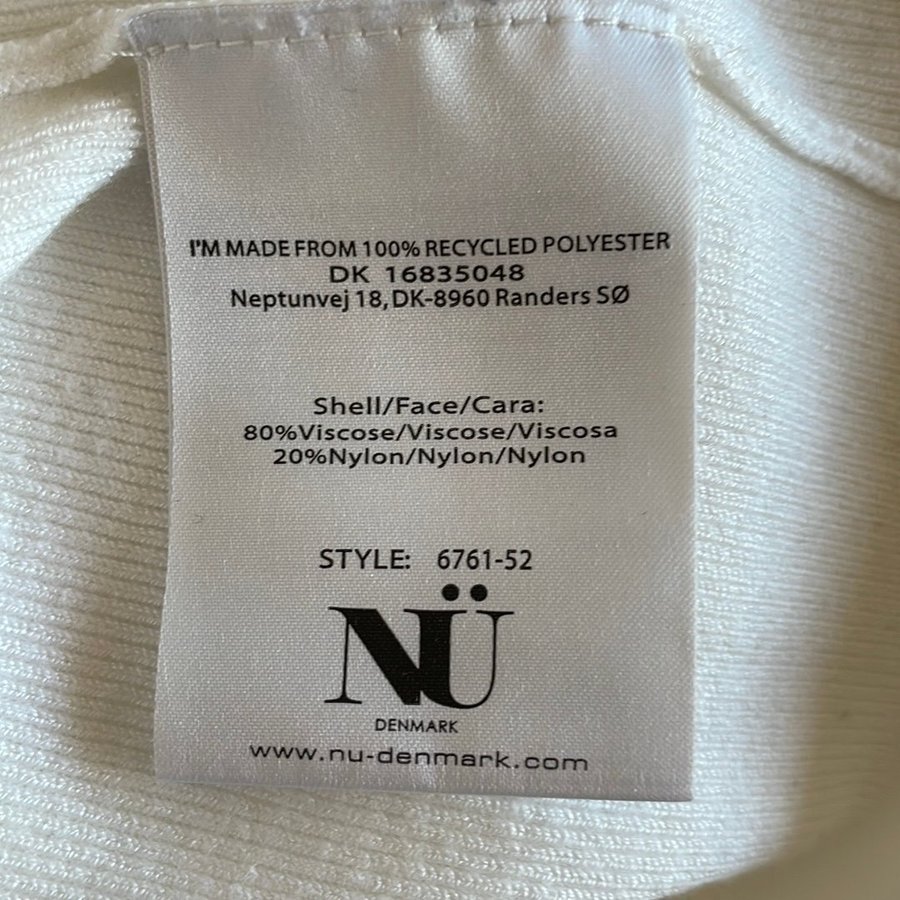 I'M MADE FROM 100% RECYCLED POLYESTER
DK 16835048
Neptunvej 18, DK-8960 Randers SØ
Shell/Face/Cara:
80%Viscose/Viscose/Viscosa
20%Nylon/Nylon/Nylon
STYLE: 6761-52
NÜ
DENMARK
www.nu-denmark.com